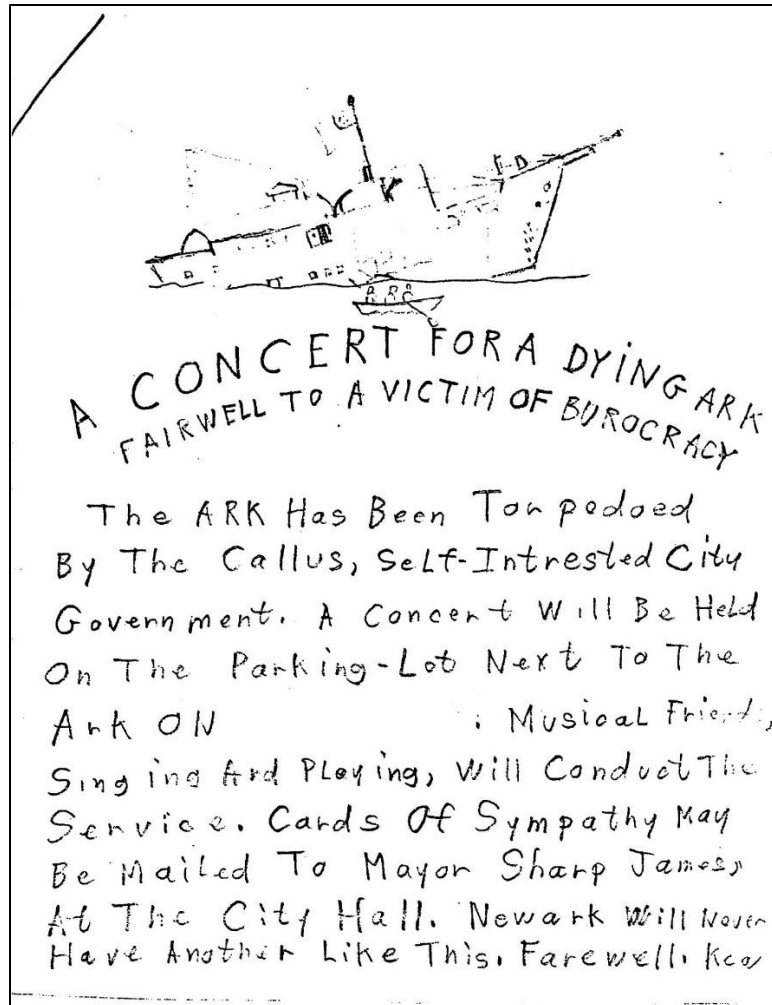 A CONCERT FOR A DYING ARK
FAIRWELL TO A VICTIM OF BUROCRACY
The ARK Has Been Torpedoed
By The Callus, Self-Intrested City
Government. A Concert Will Be Held
On The Parking-Lot Next To The
Ark ON . Musical Friends,
Singing And Playing, Will Conduct The
Service. Cards Of Sympathy May
Be Mailed To Mayor Sharp James,
At The City Hall. Newark Will Never
Have Another Like This. Farewell. Kea